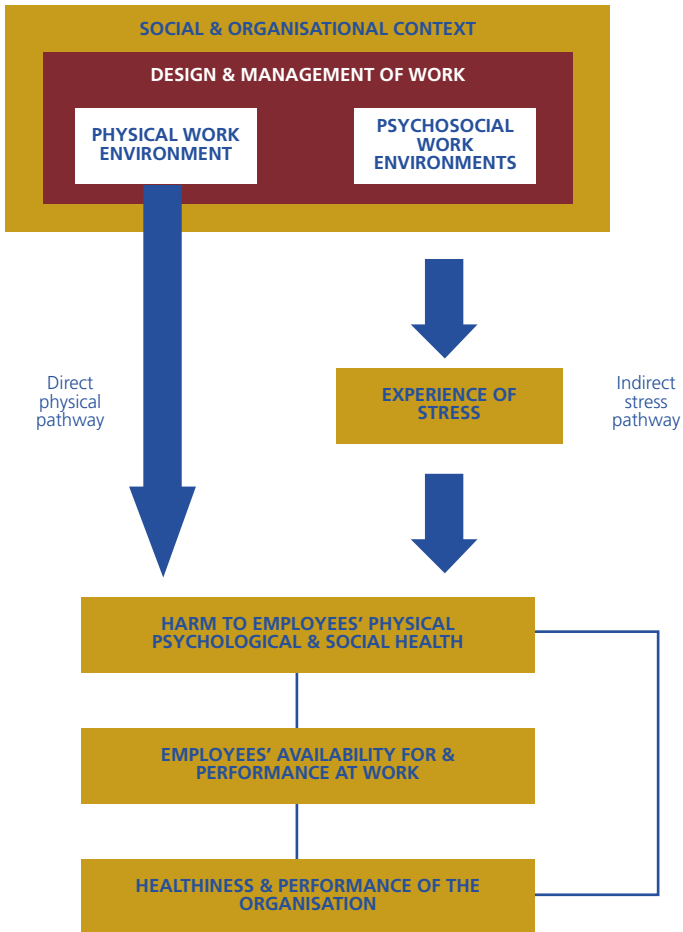 SOCIAL & ORGANISATIONAL CONTEXT
DESIGN & MANAGEMENT OF WORK
PHYSICAL WORK
ENVIRONMENT
PSYCHOSOCIAL
WORK
ENVIRONMENTS
Direct
physical
pathway
EXPERIENCE OF
STRESS
Indirect
stress
pathway
HARM TO EMPLOYEES’ PHYSICAL
PSYCHOLOGICAL & SOCIAL HEALTH
EMPLOYEES’ AVAILABILITY FOR &
PERFORMANCE AT WORK
HEALTHINESS & PERFORMANCE OF THE
ORGANISATION